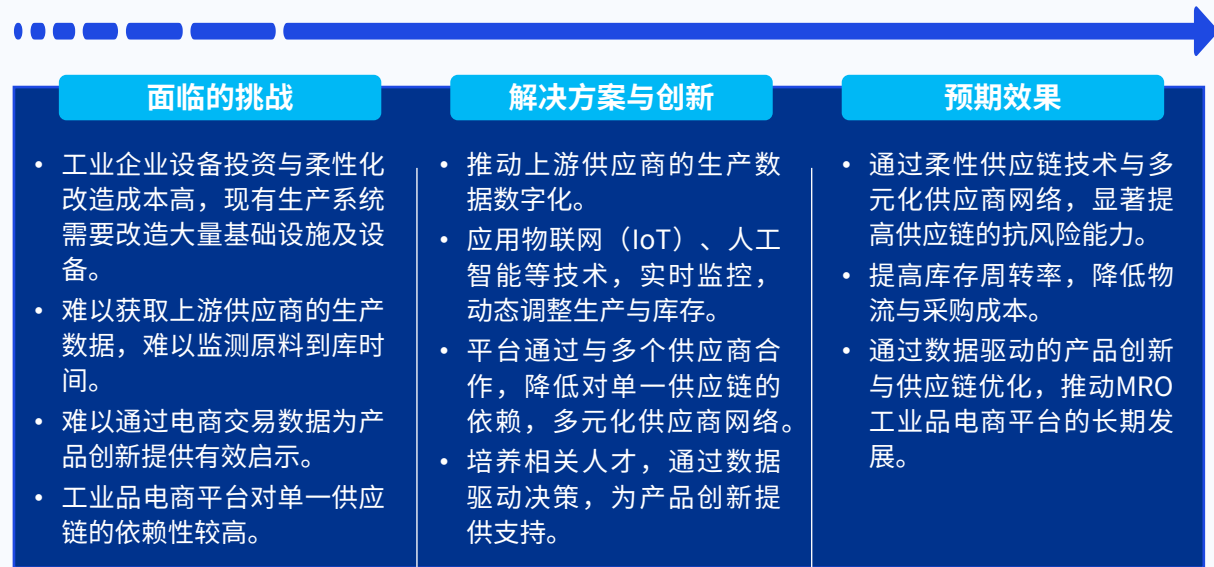 面临的挑战
• 工业企业设备投资与柔性化
改造成本高，现有生产系统
需要改造大量基础设施及设
备。
• 难以获取上游供应商的生产
数据，难以监测原料到库时
间。
• 难以通过电商交易数据为产
品创新提供有效启示。
• 工业品电商平台对单一供应
链的依赖性较高。
解决方案与创新
• 推动上游供应商的生产数
据数字化。
• 应用物联网（IoT）、人工
智能等技术，实时监控，
动态调整生产与库存。
• 平台通过与多个供应商合
作，降低对单一供应链的
依赖，多元化供应商网络。
• 培养相关人才，通过数据
驱动决策，为产品创新提
供支持。
预期效果
• 通过柔性供应链技术与多
元化供应商网络，显著提
高供应链的抗风险能力。
• 提高库存周转率，降低物
流与采购成本。
• 通过数据驱动的产品创新
与供应链优化，推动MRO
工业品电商平台的长期发
展。